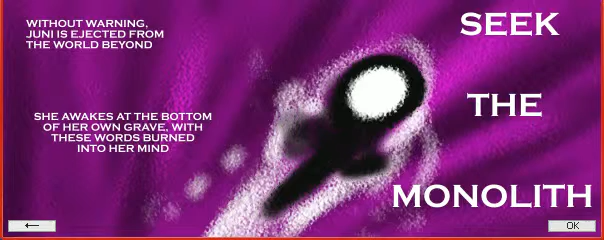 WITHOUT WARNING,
JUNI IS EJECTED FROM
THE WORLD BEYOND
SHE AWAKES AT THE BOTTOM
OF HER OWN GRAVE, WITH
THESE WORDS BURNED
INTO HER MIND
SEEK
THE
MONOLITH
OK